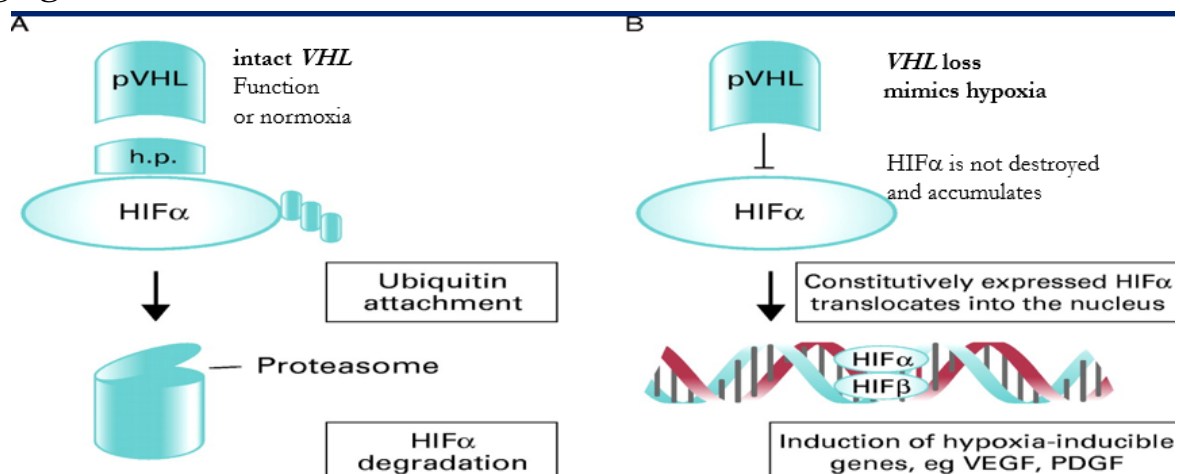 A
pVHL
intact VHL
Function
or normoxia
h.p.
HIFα
Ubiquitin
attachment
Proteasome
HIFα
degradation
B
pVHL
VHL loss
mimics hypoxia
HIFα is not destroyed
and accumulates
HIFα
Constitutively expressed HIFα
translocates into the nucleus
HIFα
HIFβ
Induction of hypoxia-inducible
genes, eg VEGF, PDGF